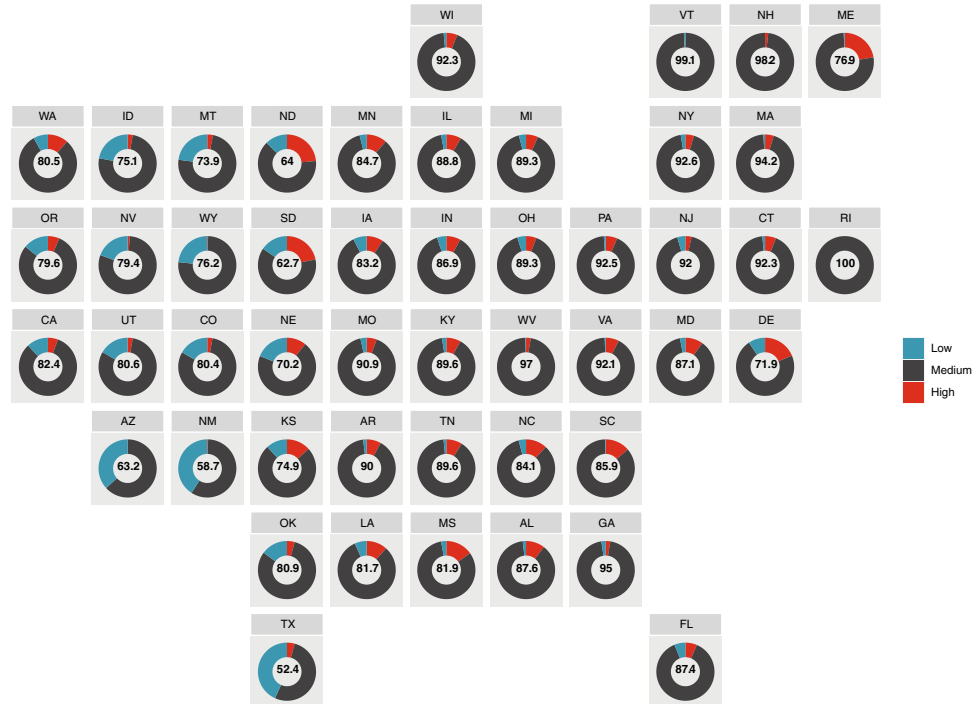 WI VT NH ME
92.3 99.1 98.2 76.9
WA ID MT ND MN IL MI NY MA
80.5 75.1 73.9 64 84.7 88.8 89.3 92.6 94.2
OR NV WY SD IA IN OH PA NJ CT RI
79.6 79.4 76.2 62.7 83.2 86.9 89.3 92.5 92 92.3 100
CA UT CO NE MO KY WV VA MD DE
82.4 80.6 80.4 70.2 90.9 89.6 97 92.1 87.1 71.9
Low
Medium
High
AZ NM KS AR TN NC SC
63.2 58.7 74.9 90 89.6 84.1 85.9
OK LA MS AL GA
80.9 81.7 81.9 87.6 95
TX FL
52.4 87.4